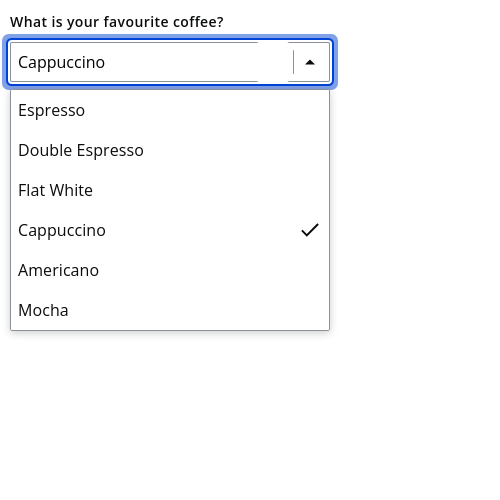 What is your favourite coffee?
Cappuccino
Espresso
Double Espresso
Flat White
Cappuccino
Americano
Mocha